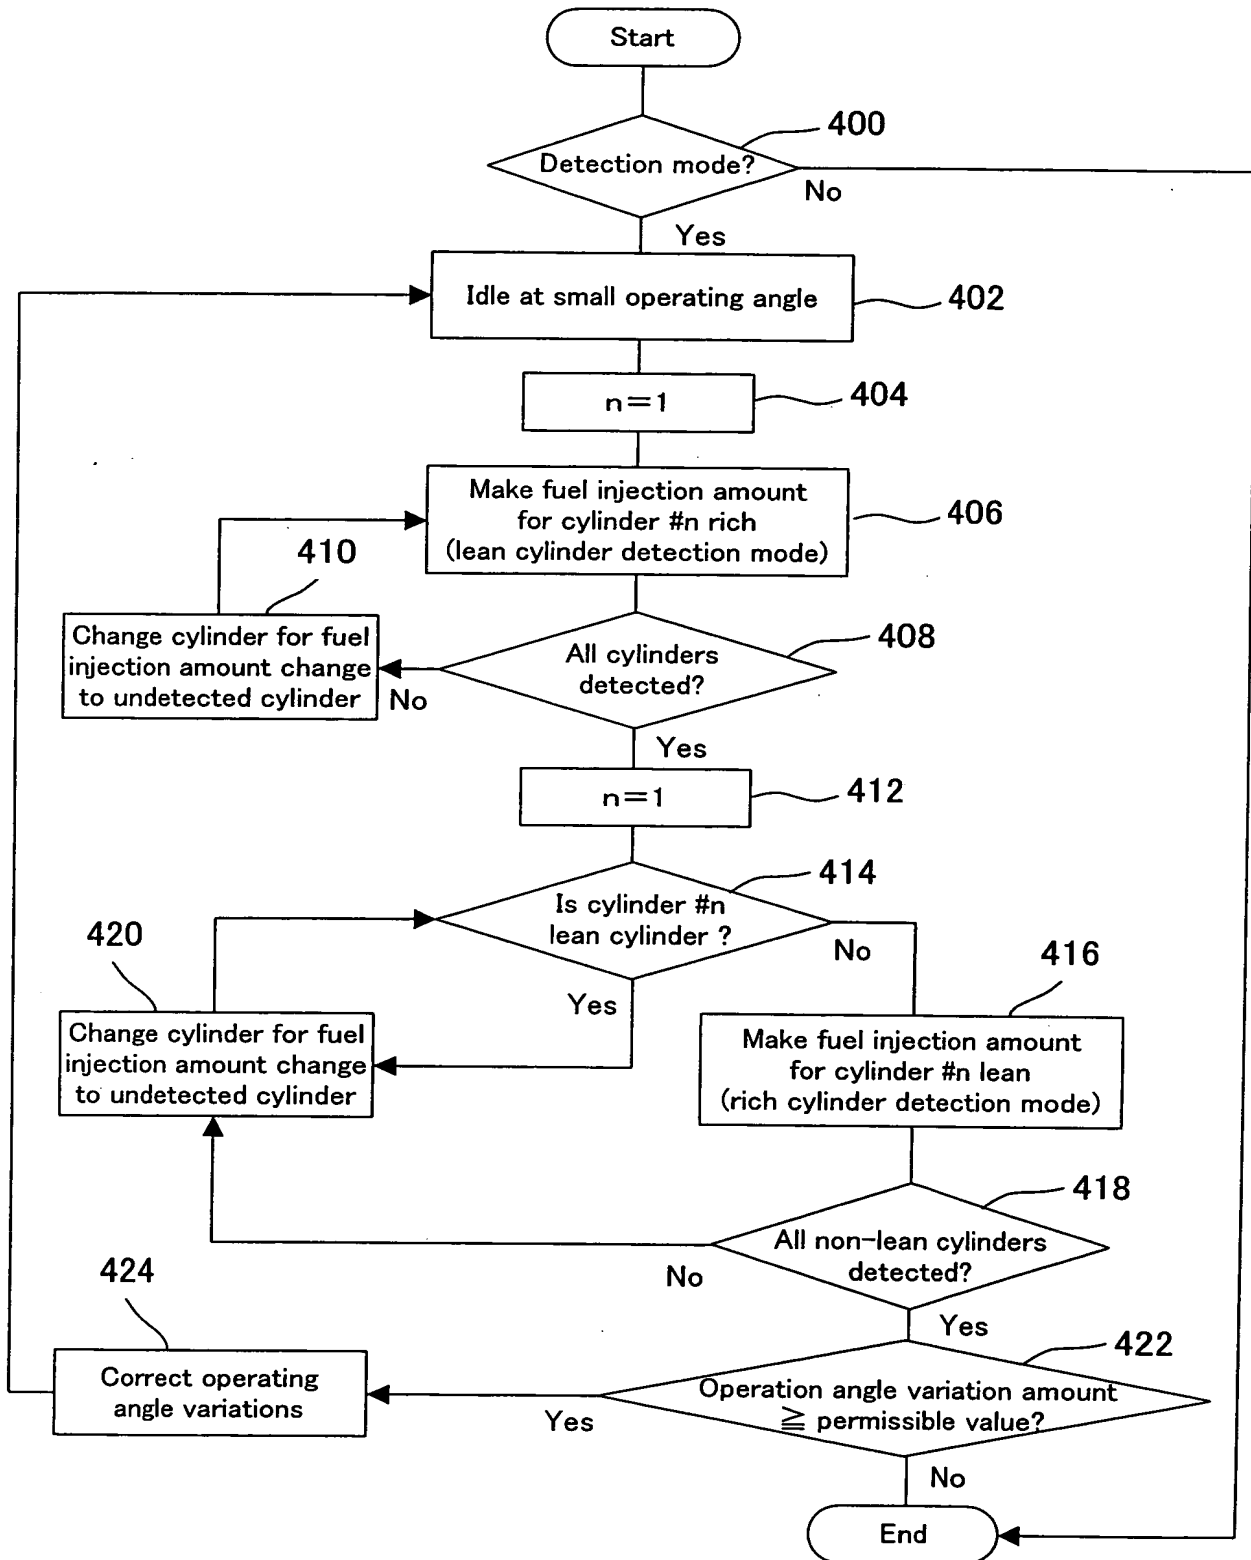 Start
400
Detection mode?
No
Yes
Idle at small operating angle
402
n=1
404
Make fuel injection amount
for cylinder #n rich
(lean cylinder detection mode)
406
410
Change cylinder for fuel
injection amount change
to undetected cylinder
All cylinders
detected?
408
No
Yes
n=1
412
414
Is cylinder #n
lean cylinder ?
No
Yes
420
Change cylinder for fuel
injection amount change
to undetected cylinder
416
Make fuel injection amount
for cylinder #n lean
(rich cylinder detection mode)
418
All non-lean cylinders
detected?
No
Yes
424
Correct operating
angle variations
422
Operation angle variation amount
≧ permissible value?
Yes
No
End